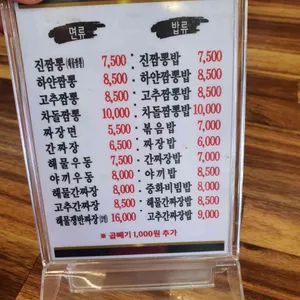 면류
밥류
진짬뽕 7,500
진짬뽕밥 7,500
하얀짬뽕 8,500
하얀짬뽕밥 8,500
고추짬뽕 8,500
고추짬뽕밥 8,500
차돌짬뽕 10,000
차돌짬뽕밥 10,000
짜장면 5,500
볶음밥 7,000
간짜장 6,500
짜장밥 6,000
해물우동 7,500
간짜장밥 7,000
야끼우동 8,000
야끼밥 8,000
해물간짜장 8,000
중화비빔밥 8,000
고추간짜장 8,500
해물간짜장밥 8,500
해물쟁반짜장 16,000
고추간짜장밥 9,000
※ 곱빼기 1,000원 추가